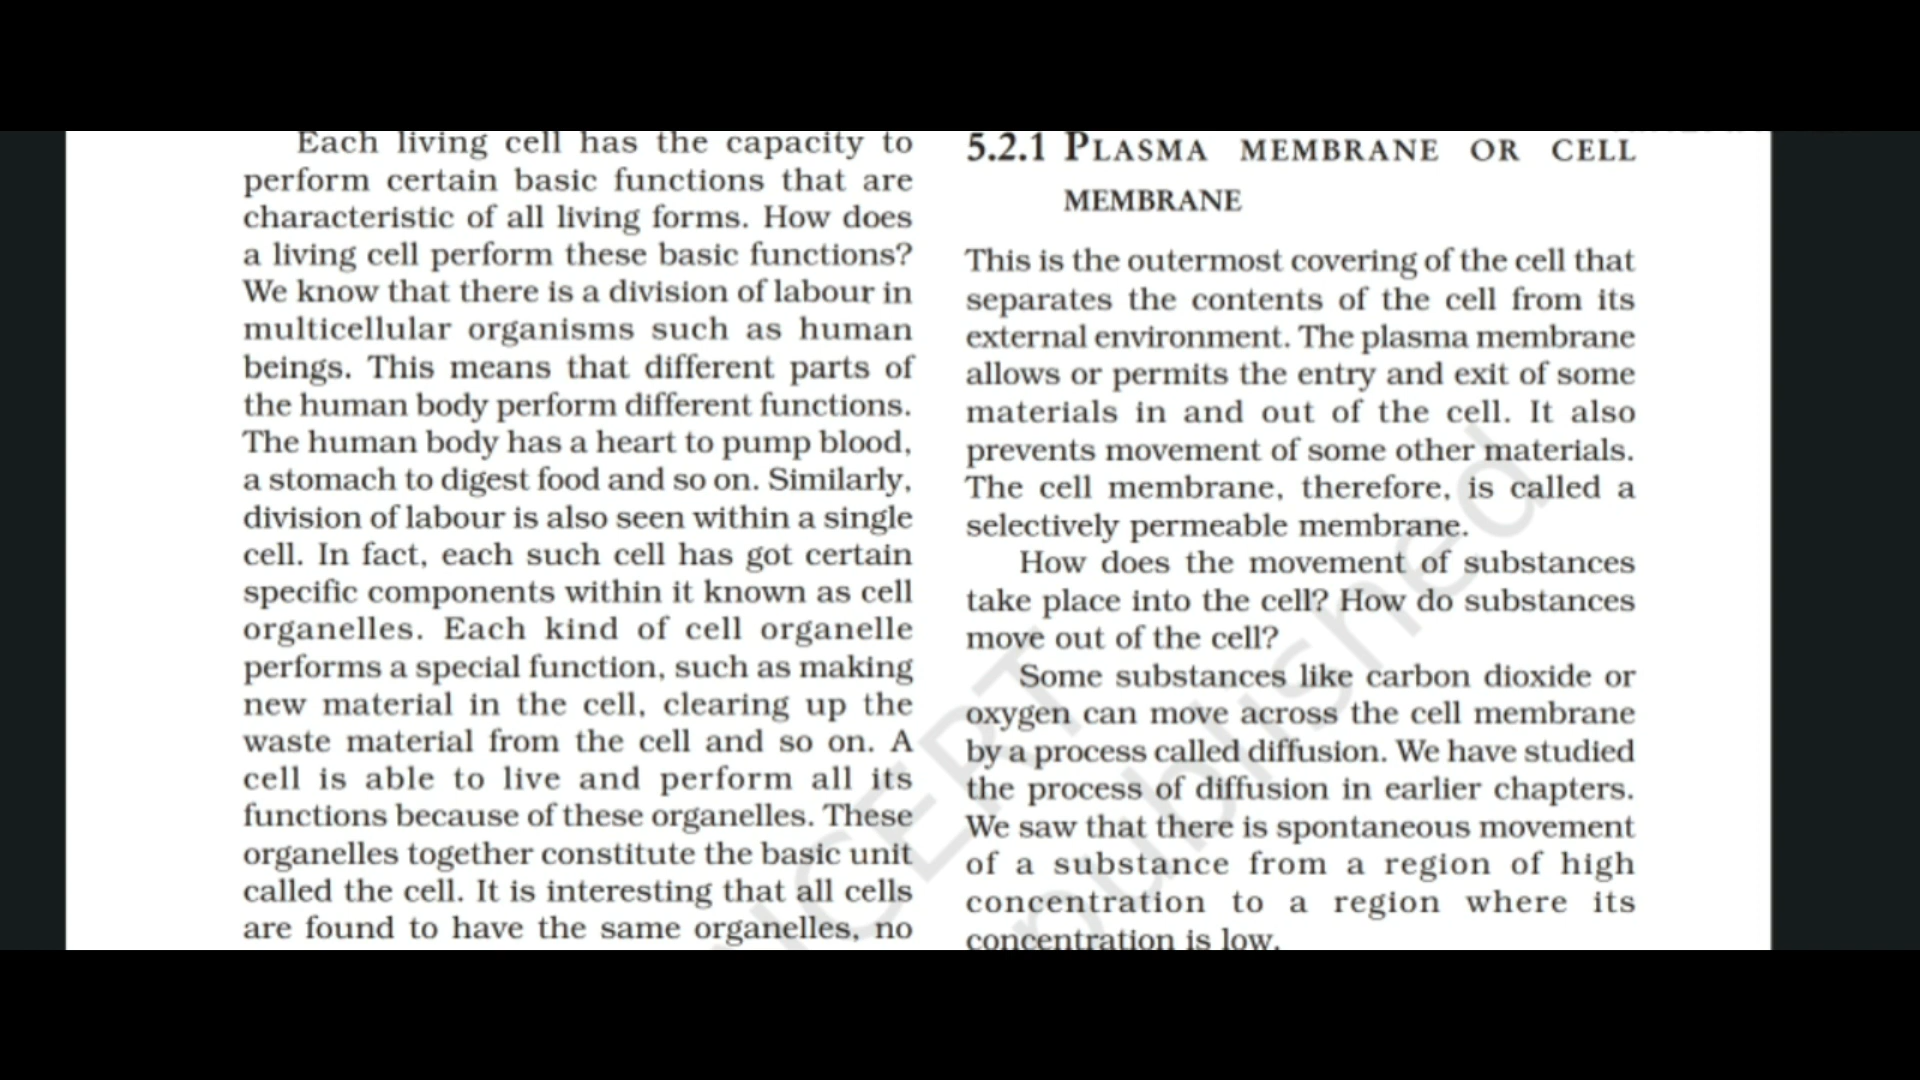 Each living cell has the capacity to
perform certain basic functions that are
characteristic of all living forms. How does
a living cell perform these basic functions?
We know that there is a division of labour in
multicellular organisms such as human
beings. This means that different parts of
the human body perform different functions.
The human body has a heart to pump blood,
a stomach to digest food and so on. Similarly,
division of labour is also seen within a single
cell. In fact, each such cell has got certain
specific components within it known as cell
organelles. Each kind of cell organelle
performs a special function, such as making
new material in the cell, clearing up the
waste material from the cell and so on. A
cell is able to live and perform all its
functions because of these organelles. These
organelles together constitute the basic unit
called the cell. It is interesting that all cells
are found to have the same organelles, no
5.2.1 PLASMA MEMBRANE OR CELL
MEMBRANE
This is the outermost covering of the cell that
separates the contents of the cell from its
external environment. The plasma membrane
allows or permits the entry and exit of some
materials in and out of the cell. It also
prevents movement of some other materials.
The cell membrane, therefore, is called a
selectively permeable membrane.
How does the movement of substances
take place into the cell? How do substances
move out of the cell?
Some substances like carbon dioxide or
oxygen can move across the cell membrane
by a process called diffusion. We have studied
the process of diffusion in earlier chapters.
We saw that there is spontaneous movement
of a substance from a region of high
concentration to a region where its
concentration is low.
NCERT
published